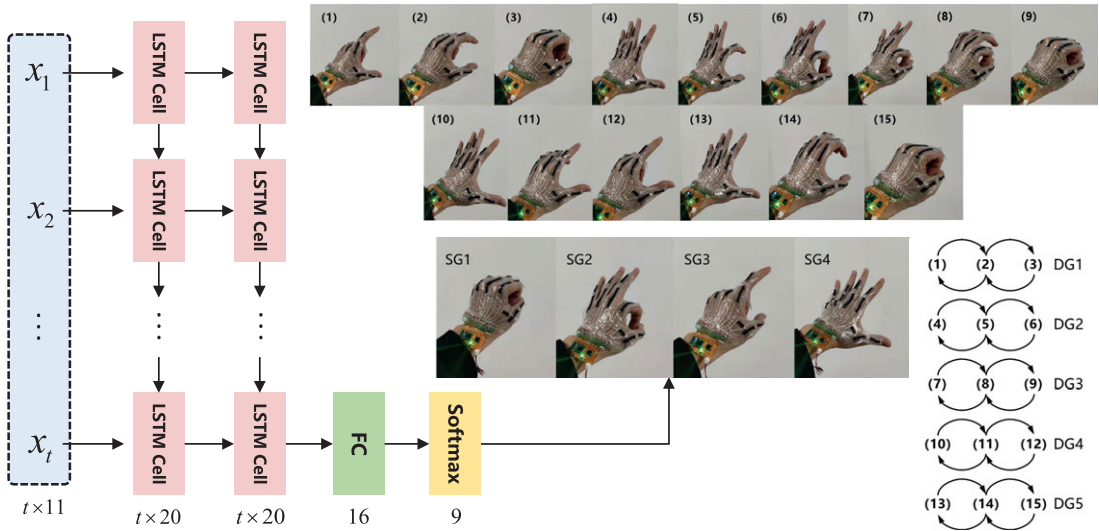 x₁
x₂
⋮
xₜ
t×11
LSTM Cell
LSTM Cell
LSTM Cell
LSTM Cell
⋮
⋮
LSTM Cell
LSTM Cell
t×20
t×20
FC
16
Softmax
9
(1) (2) (3) (4) (5) (6) (7) (8) (9)
(10) (11) (12) (13) (14) (15)
SG1 SG2 SG3 SG4
(1) (2) (3) DG1
(4) (5) (6) DG2
(7) (8) (9) DG3
(10) (11) (12) DG4
(13) (14) (15) DG5